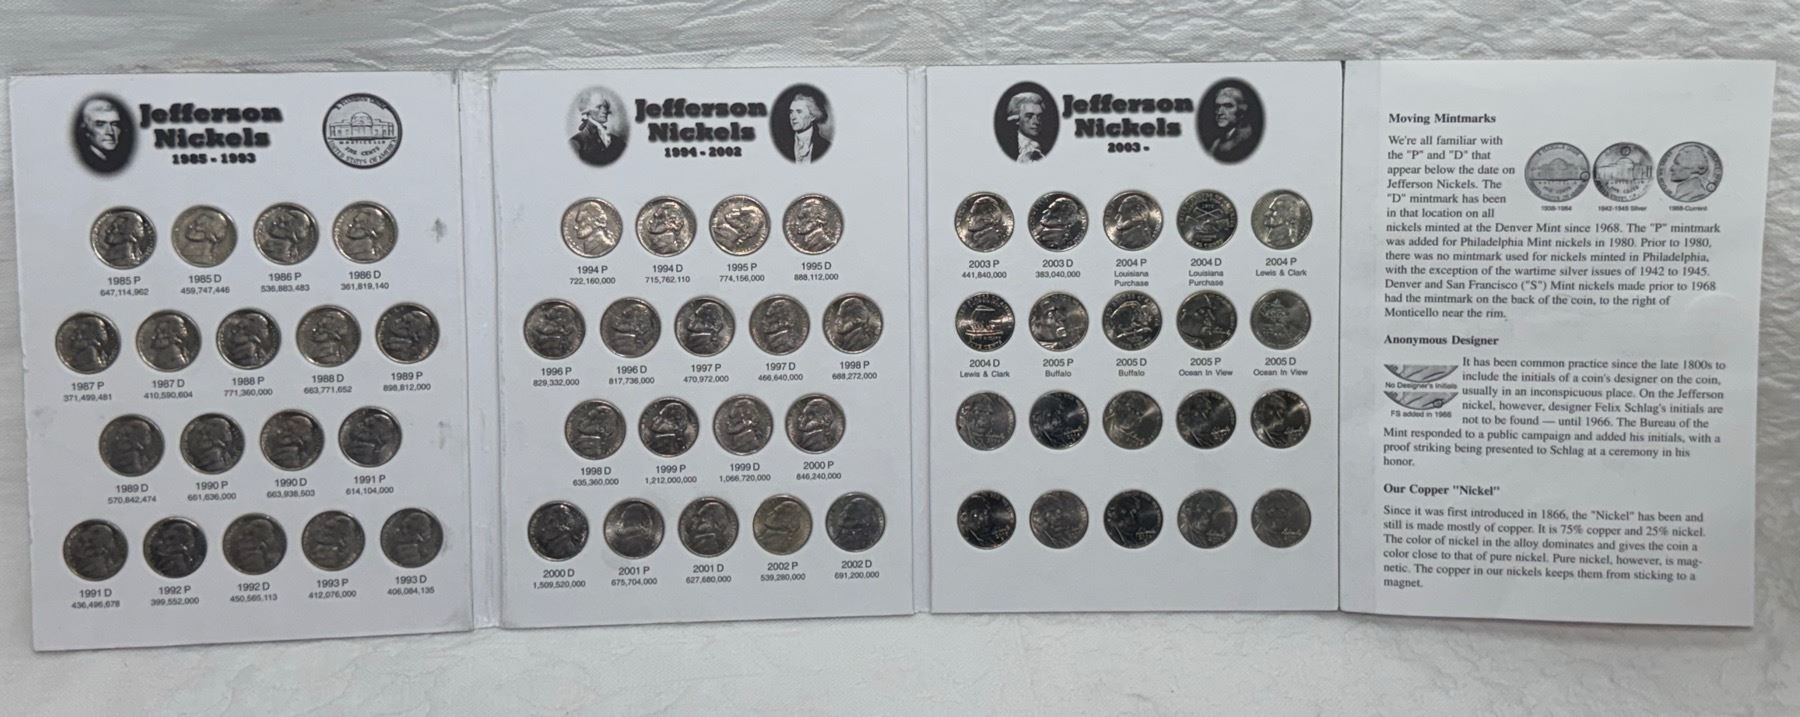 Jefferson
Nickels
1985 - 1993
1985 P
647,114,962
1985 D
459,747,446
1986 P
536,883,483
1986 D
361,819,140
1987 P
371,499,481
1987 D
410,590,604
1988 P
771,360,000
1988 D
663,771,652
1989 P
898,812,000
1989 D
570,842,474
1990 P
661,636,000
1990 D
663,938,503
1991 P
614,104,000
1991 D
436,496,678
1992 P
399,552,000
1992 D
450,565,113
1993 P
412,076,000
1993 D
406,084,135
Jefferson
Nickels
1994 - 2002
1994 P
722,160,000
1994 D
715,762,110
1995 P
774,156,000
1995 D
888,112,000
1996 P
829,332,000
1996 D
817,736,000
1997 P
470,972,000
1997 D
466,640,000
1998 P
688,272,000
1998 D
635,360,000
1999 P
1,212,000,000
1999 D
1,066,720,000
2000 P
846,240,000
2000 D
1,509,520,000
2001 P
675,704,000
2001 D
627,680,000
2002 P
539,280,000
2002 D
691,200,000
Jefferson
Nickels
2003 -
2003 P
441,840,000
2003 D
383,040,000
2004 P
Louisiana
Purchase
2004 D
Louisiana
Purchase
2004 P
Lewis & Clark
2004 D
Lewis & Clark
2005 P
Buffalo
2005 D
Buffalo
2005 P
Ocean In View
2005 D
Ocean In View
Moving Mintmarks
We're all familiar with
the "P" and "D" that
appear below the date on
Jefferson Nickels. The
"D" mintmark has been
in that location on all
nickels minted at the Denver Mint since 1968. The "P" mintmark
was added for Philadelphia Mint nickels in 1980. Prior to 1980,
there was no mintmark used for nickels minted in Philadelphia,
with the exception of the wartime silver issues of 1942 to 1945.
Denver and San Francisco ("S") Mint nickels made prior to 1968
had the mintmark on the back of the coin, to the right of
Monticello near the rim.
1938-1964
1942-1945 Silver
1968-Current
Anonymous Designer
It has been common practice since the late 1800s to
include the initials of a coin's designer on the coin,
usually in an inconspicuous place. On the Jefferson
nickel, however, designer Felix Schlag's initials are
not to be found — until 1966. The Bureau of the
Mint responded to a public campaign and added his initials, with a
proof striking being presented to Schlag at a ceremony in his
honor.
No Designer's Initials
FS added in 1966
Our Copper "Nickel"
Since it was first introduced in 1866, the "Nickel" has been and
still is made mostly of copper. It is 75% copper and 25% nickel.
The color of nickel in the alloy dominates and gives the coin a
color close to that of pure nickel. Pure nickel, however, is mag-
netic. The copper in our nickels keeps them from sticking to a
magnet.